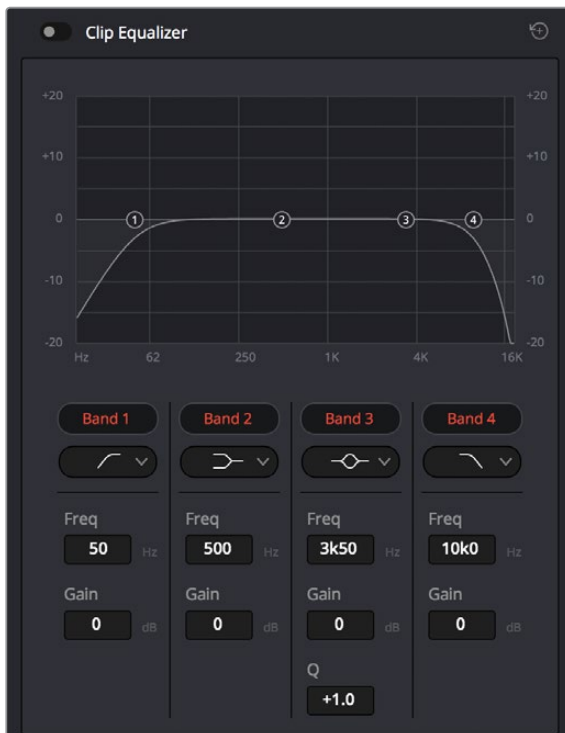 Clip Equalizer
+20 +20
+10 +10
0 1 2 3 4 0
-10 -10
-20 -20
Hz 62 250 1K 4K 16K
Band 1 Band 2 Band 3 Band 4
Freq Freq Freq Freq
50 Hz 500 Hz 3k50 Hz 10k0 Hz
Gain Gain Gain Gain
0 dB 0 dB 0 dB 0 dB
Q
+1.0